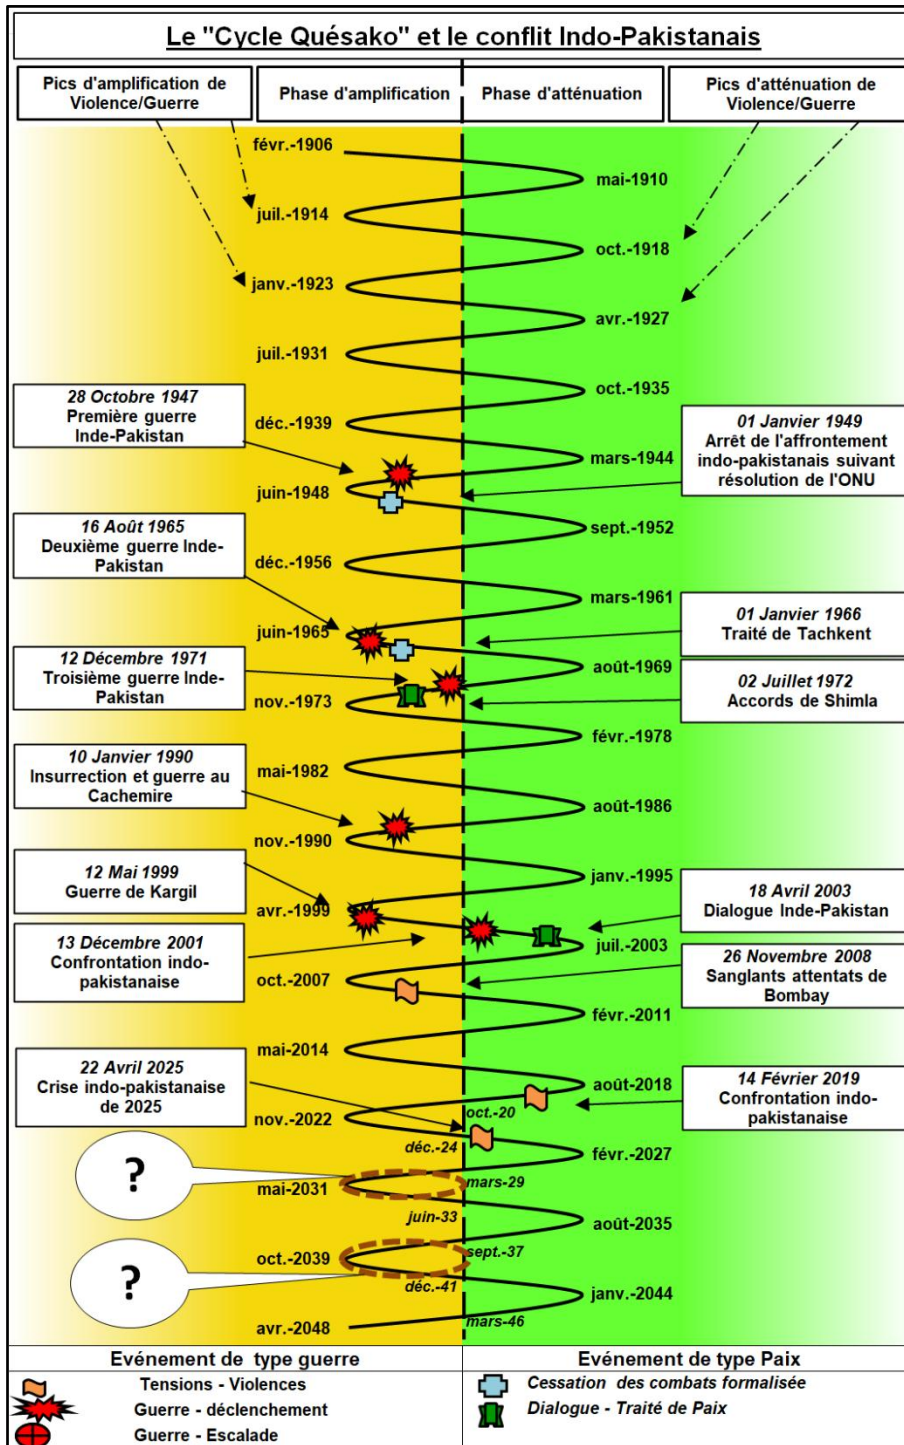 Le "Cycle Quésako" et le conflit Indo-Pakistanais
Pics d'amplification de
Violence/Guerre
Phase d'amplification
Phase d'atténuation
Pics d'atténuation de
Violence/Guerre
févr.-1906
mai-1910
juil.-1914
oct.-1918
janv.-1923
avr.-1927
juil.-1931
oct.-1935
28 Octobre 1947
Première guerre
Inde-Pakistan
déc.-1939
01 Janvier 1949
Arrêt de l'affrontement
indo-pakistanais suivant
résolution de l'ONU
mars-1944
juin-1948
16 Août 1965
Deuxième guerre Inde-
Pakistan
sept.-1952
déc.-1956
mars-1961
juin-1965
01 Janvier 1966
Traité de Tachkent
12 Décembre 1971
Troisième guerre Inde-
Pakistan
août-1969
02 Juillet 1972
Accords de Shimla
nov.-1973
févr.-1978
10 Janvier 1990
Insurrection et guerre au
Cachemire
mai-1982
août-1986
nov.-1990
12 Mai 1999
Guerre de Kargil
janv.-1995
avr.-1999
18 Avril 2003
Dialogue Inde-Pakistan
13 Décembre 2001
Confrontation indo-
pakistanaise
juil.-2003
26 Novembre 2008
Sanglants attentats de
Bombay
oct.-2007
févr.-2011
mai-2014
22 Avril 2025
Crise indo-pakistanaise
de 2025
août-2018
14 Février 2019
Confrontation indo-
pakistanaise
oct.-20
nov.-2022
déc.-24
févr.-2027
?
mars-29
mai-2031
juin-33
août-2035
?
sept.-37
oct.-2039
déc.-41
janv.-2044
mars-46
avr.-2048
Evénement de type guerre
Evénement de type Paix
Tensions - Violences
Cessation des combats formalisée
Guerre - déclenchement
Dialogue - Traité de Paix
Guerre - Escalade